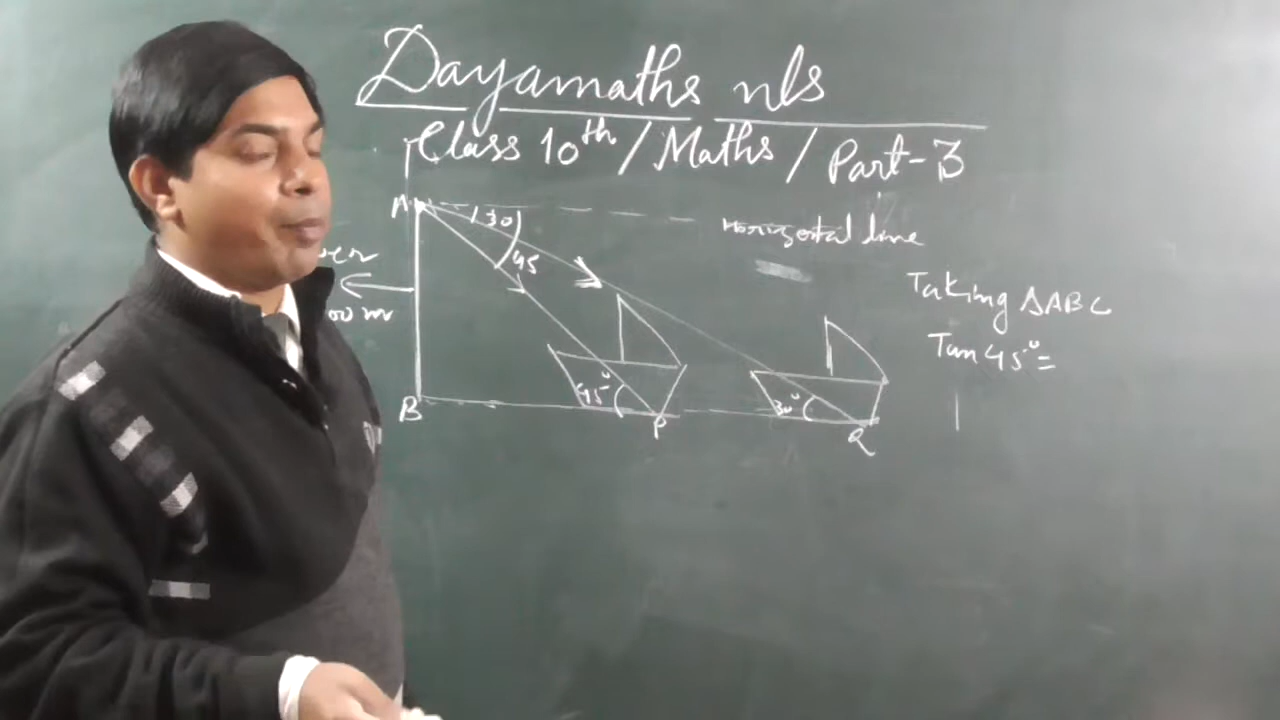 Dayamaths nls
Class 10th / Maths / Part-3
A
30
45
Horizontal line
Taking ΔABC
Tan 45°=
B
45°
P
30°
Q